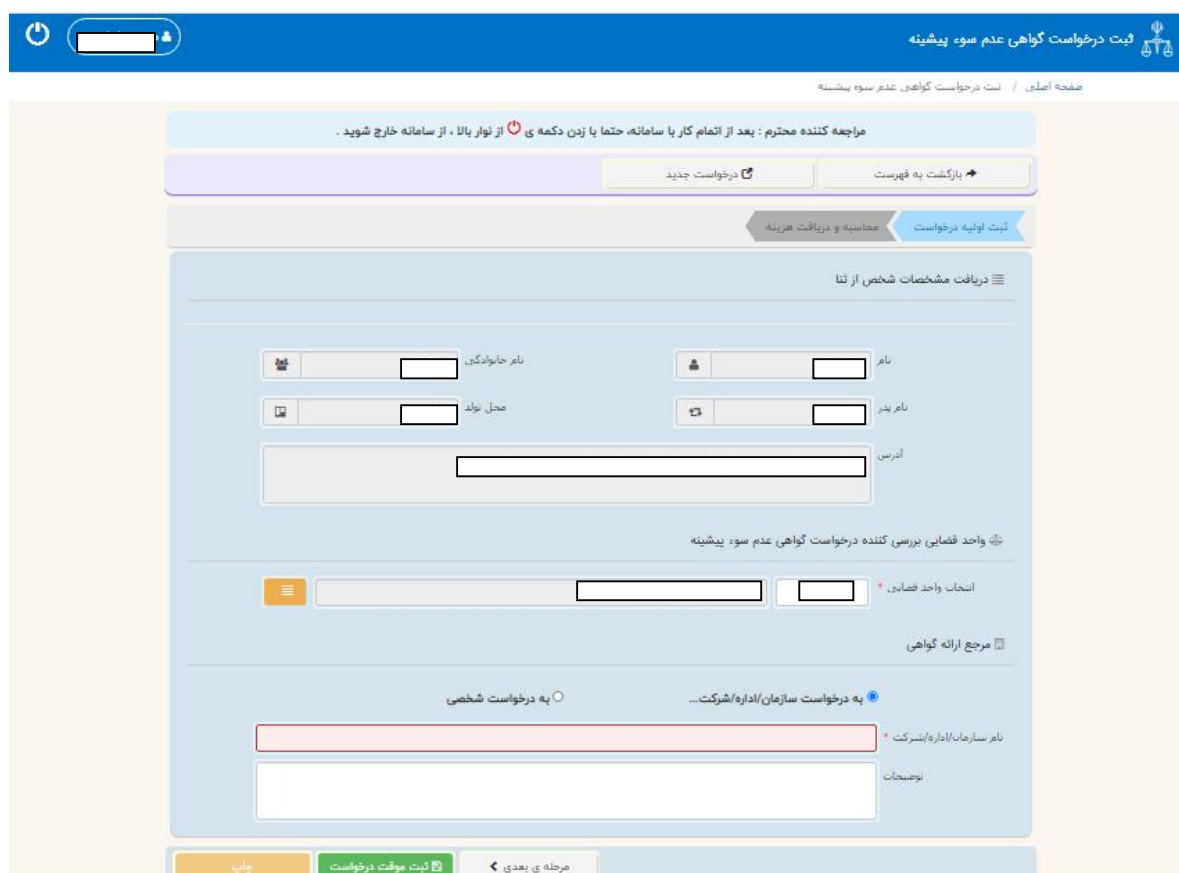 ثبت درخواست گواهی عدم سوء پیشینه
صفحه اصلی / ثبت درخواست گواهی عدم سوء پیشینه
مراجعه کننده محترم : بعد از اتمام کار با سامانه، حتما با زدن دکمه ی از نوار بالا ، از سامانه خارج شوید .
بازگشت به فهرست درخواست جدید
ثبت اولیه درخواست محاسبه و دریافت هزینه
دریافت مشخصات شخص از ثنا
نام نام خانوادگی
نام پدر محل تولد
آدرس
واحد قضایی بررسی کننده درخواست گواهی عدم سوء پیشینه
انتخاب واحد قضایی *
مرجع ارائه گواهی
به درخواست سازمان/اداره/شرکت... به درخواست شخصی
نام سازمان/اداره/شرکت *
توضیحات
مرحله ی بعدی ثبت موقت درخواست چاپ